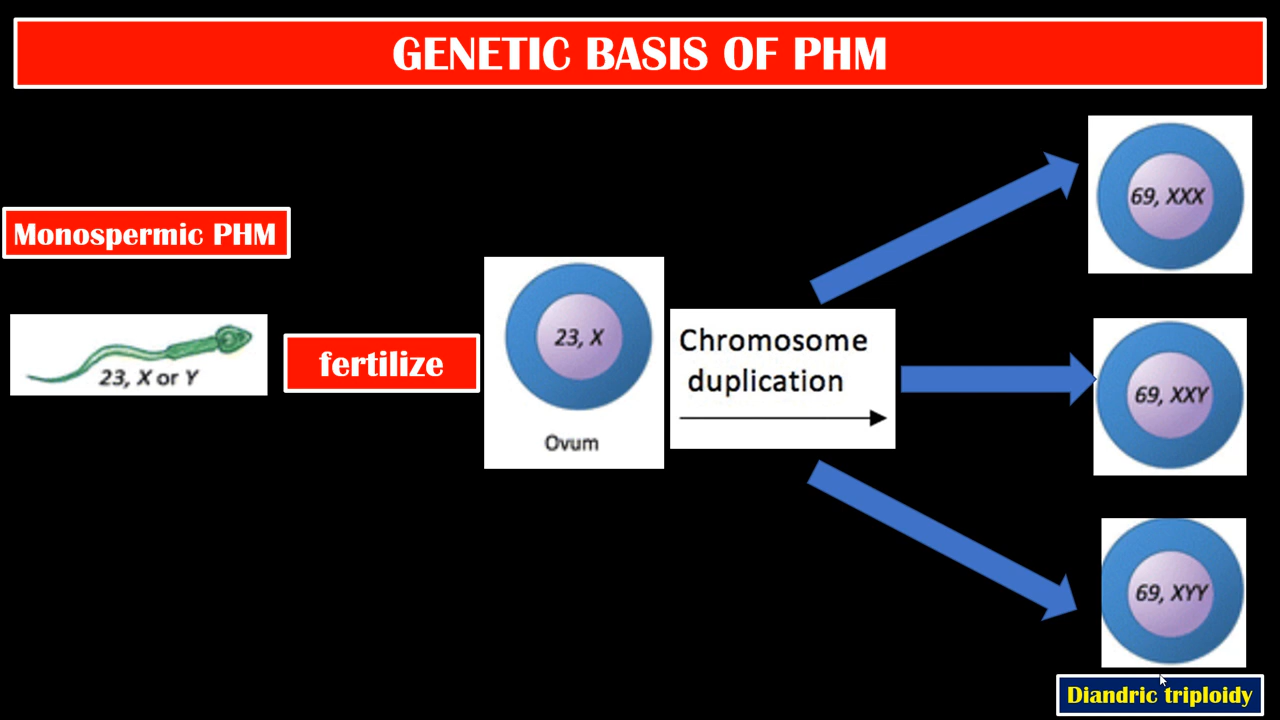 GENETIC BASIS OF PHM
Monospermic PHM
23, X or Y
fertilize
23, X
Ovum
Chromosome
duplication
69, XXX
69, XXY
69, XYY
Diandric triploidy